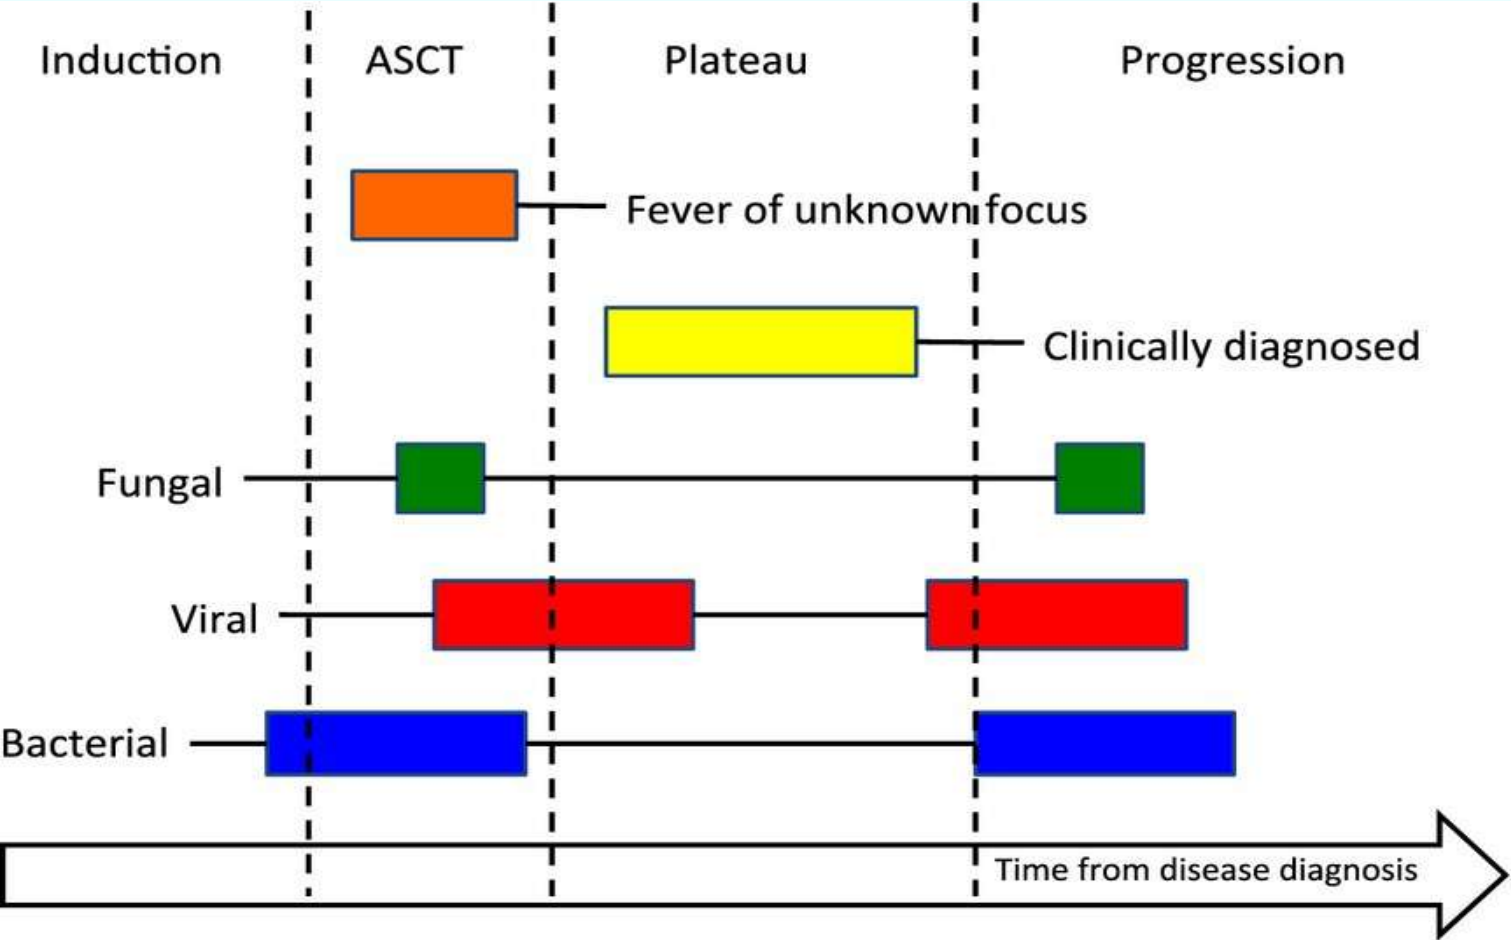 Induction
ASCT
Plateau
Progression
Fever of unknown focus
Clinically diagnosed
Fungal
Viral
Bacterial
Time from disease diagnosis